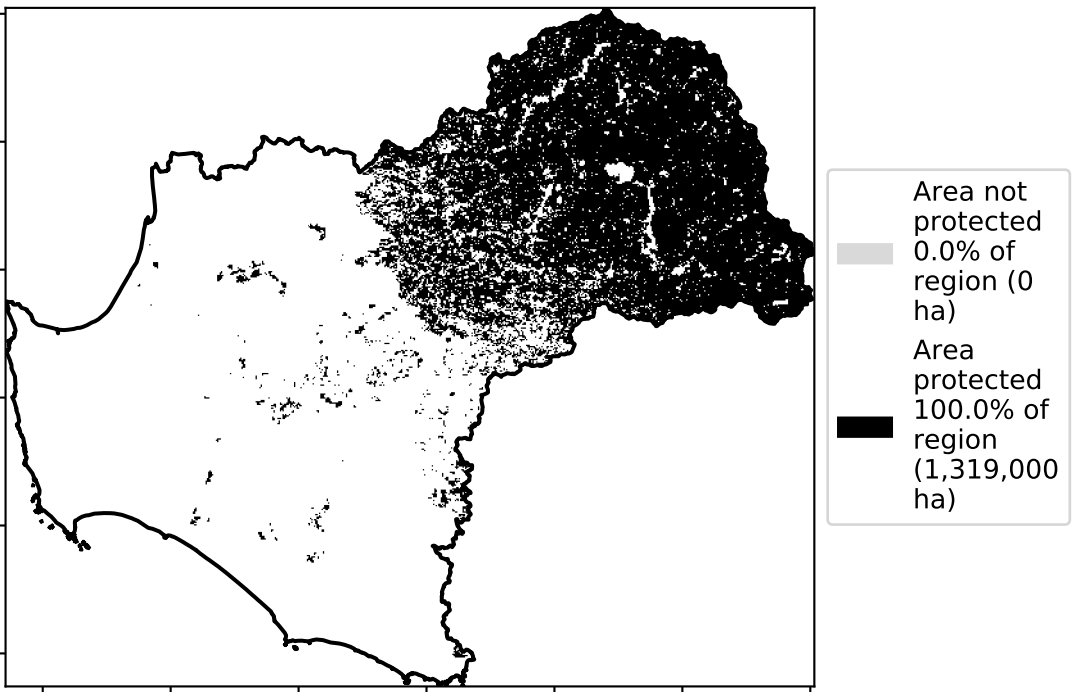 Area not
protected
0.0% of
region (0
ha)
Area
protected
100.0% of
region
(1,319,000
ha)